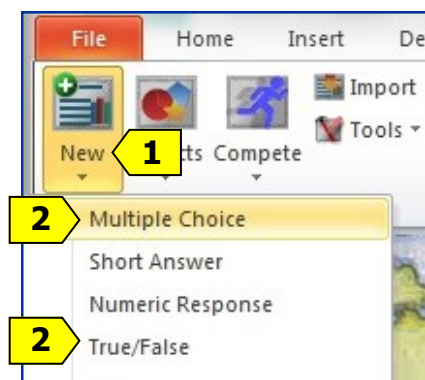 File Home Insert De
Import
Tools
New 1 cts Compete
2 Multiple Choice
Short Answer
Numeric Response
2 True/False